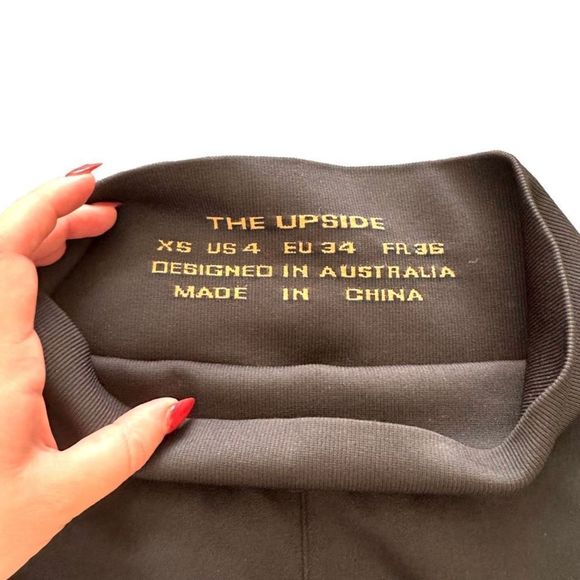 THE UPSIDE
XS US 4 EU 34 FR 36
DESIGNED IN AUSTRALIA
MADE IN CHINA